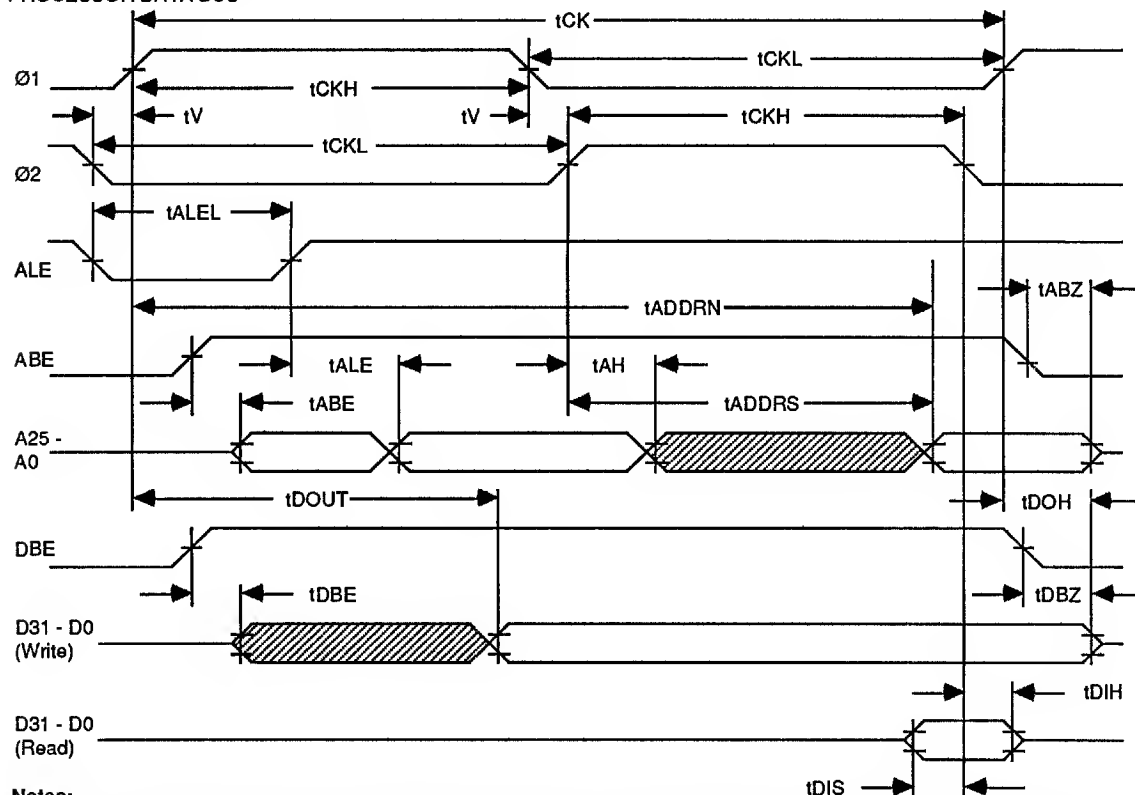 tCK
Ø1
tCKL
tCKH
tV
tV
tCKH
tCKL
Ø2
tALEL
ALE
tABZ
tADDRN
ABE
tALE
tAH
tABE
tADDRS
A25 -
A0
tDOUT
tDOH
DBE
tDBE
tDBZ
D31 - D0
(Write)
tDIH
D31 - D0
(Read)
tDIS
Notes: